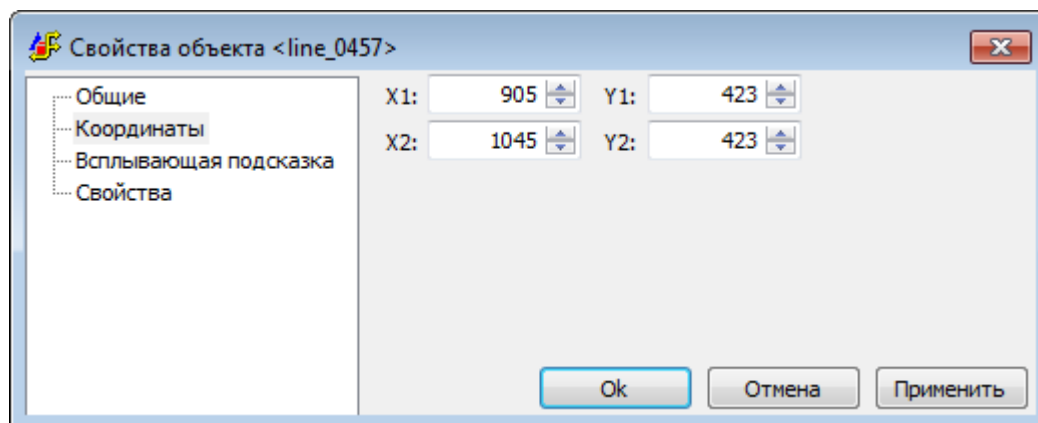 Свойства объекта <line_0457>
Общие
Координаты
Всплывающая подсказка
Свойства
X1: 905 Y1: 423
X2: 1045 Y2: 423
Ok Отмена Применить